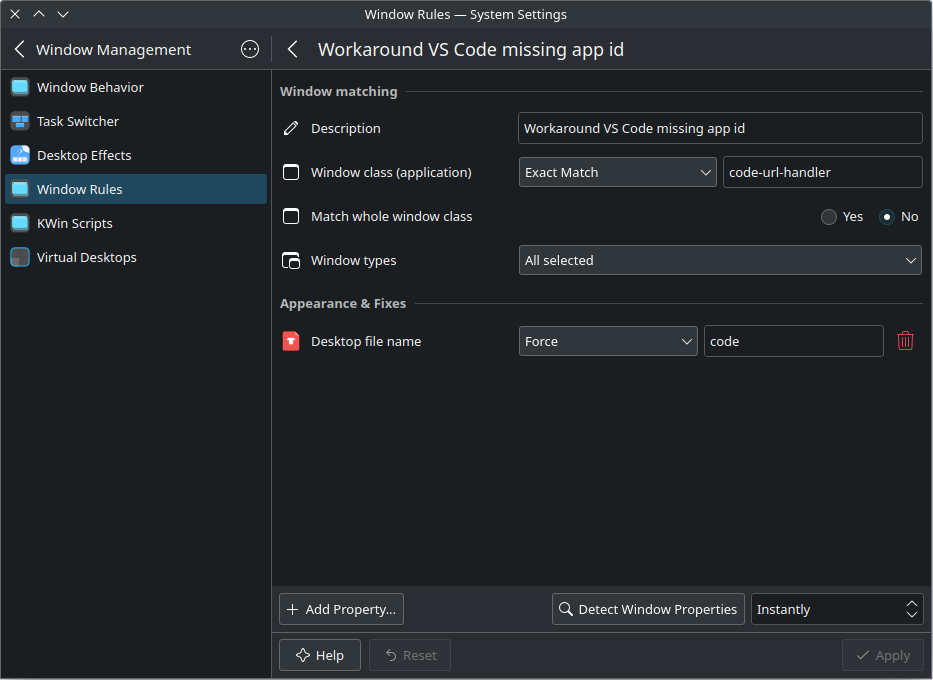 Window Rules — System Settings
Window Management
Workaround VS Code missing app id
Window Behavior
Task Switcher
Desktop Effects
Window Rules
KWin Scripts
Virtual Desktops
Window matching
Description Workaround VS Code missing app id
Window class (application) Exact Match code-url-handler
Match whole window class Yes No
Window types All selected
Appearance & Fixes
Desktop file name Force code
Add Property... Detect Window Properties Instantly
Help Reset Apply